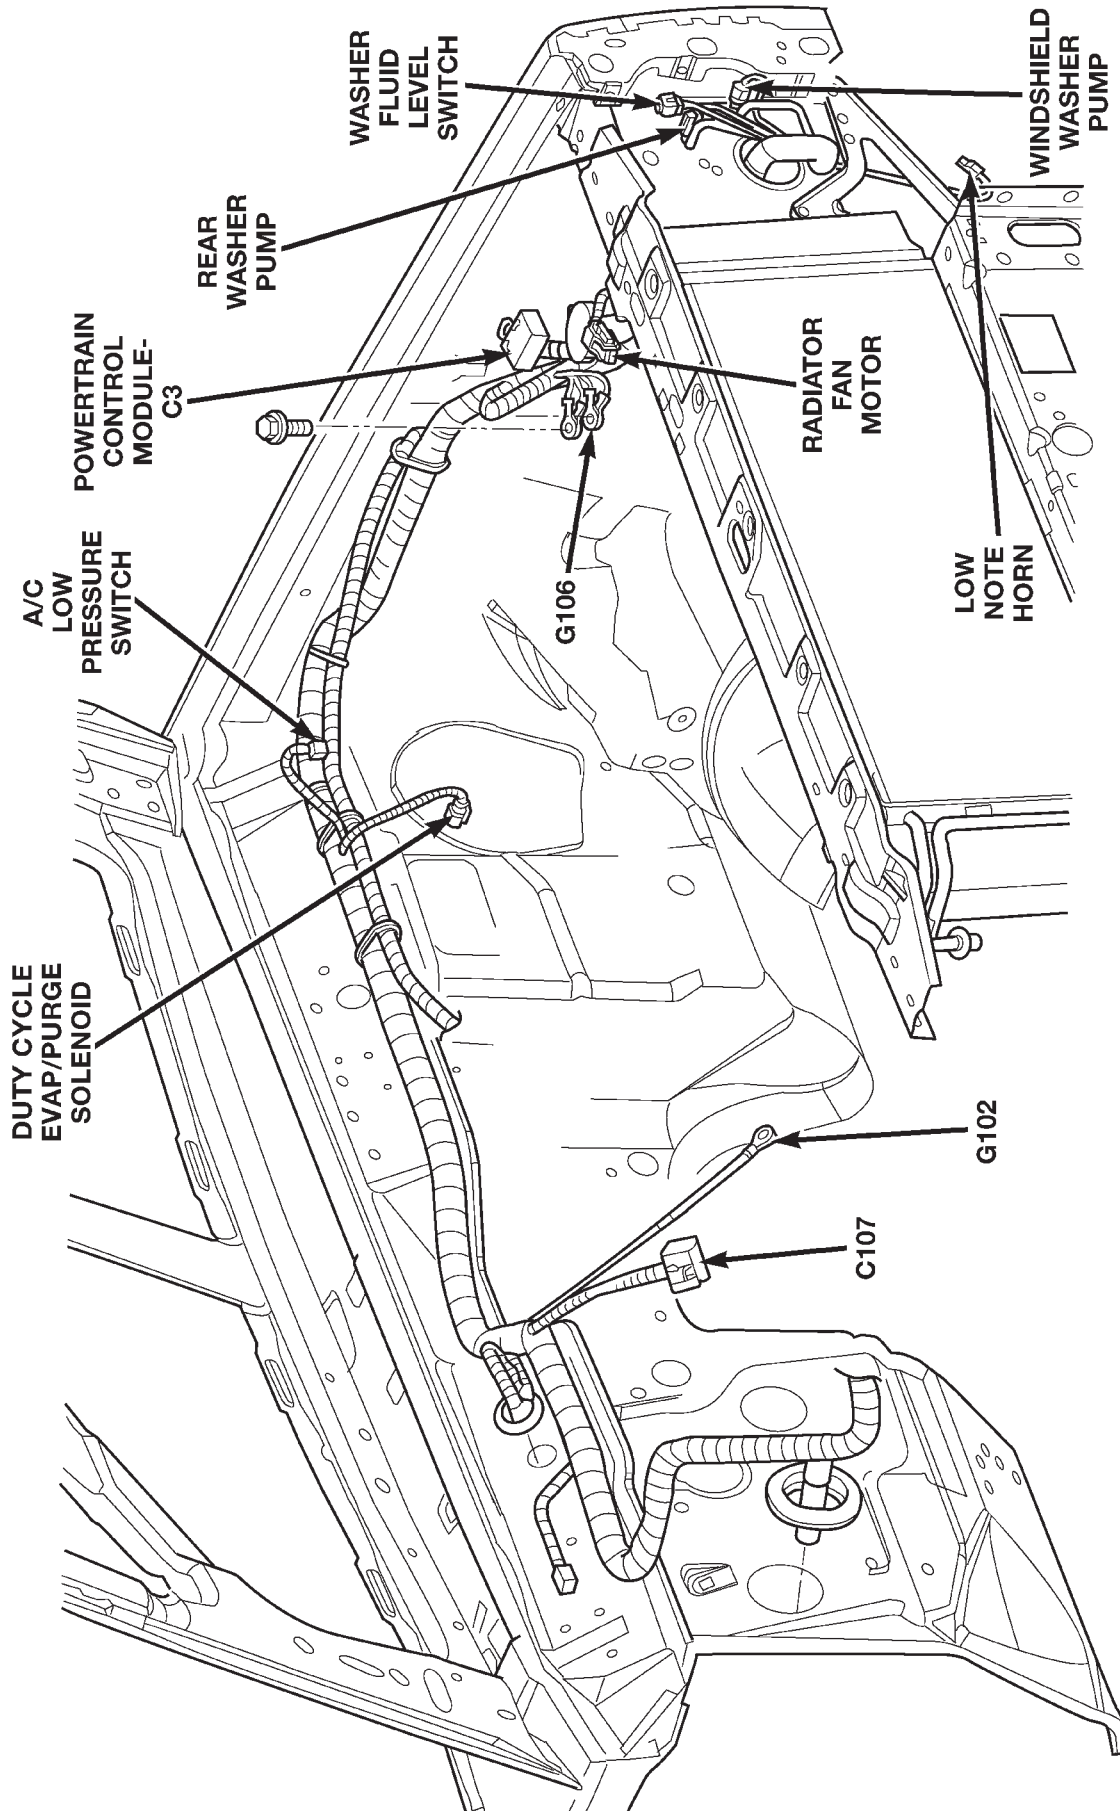 DUTY CYCLE
EVAP/PURGE
SOLENOID
A/C
LOW
PRESSURE
SWITCH
POWERTRAIN
CONTROL
MODULE-
C3
REAR
WASHER
PUMP
WASHER
FLUID
LEVEL
SWITCH
C107
G102
G106
RADIATOR
FAN
MOTOR
LOW
NOTE
HORN
WINDSHIELD
WASHER
PUMP